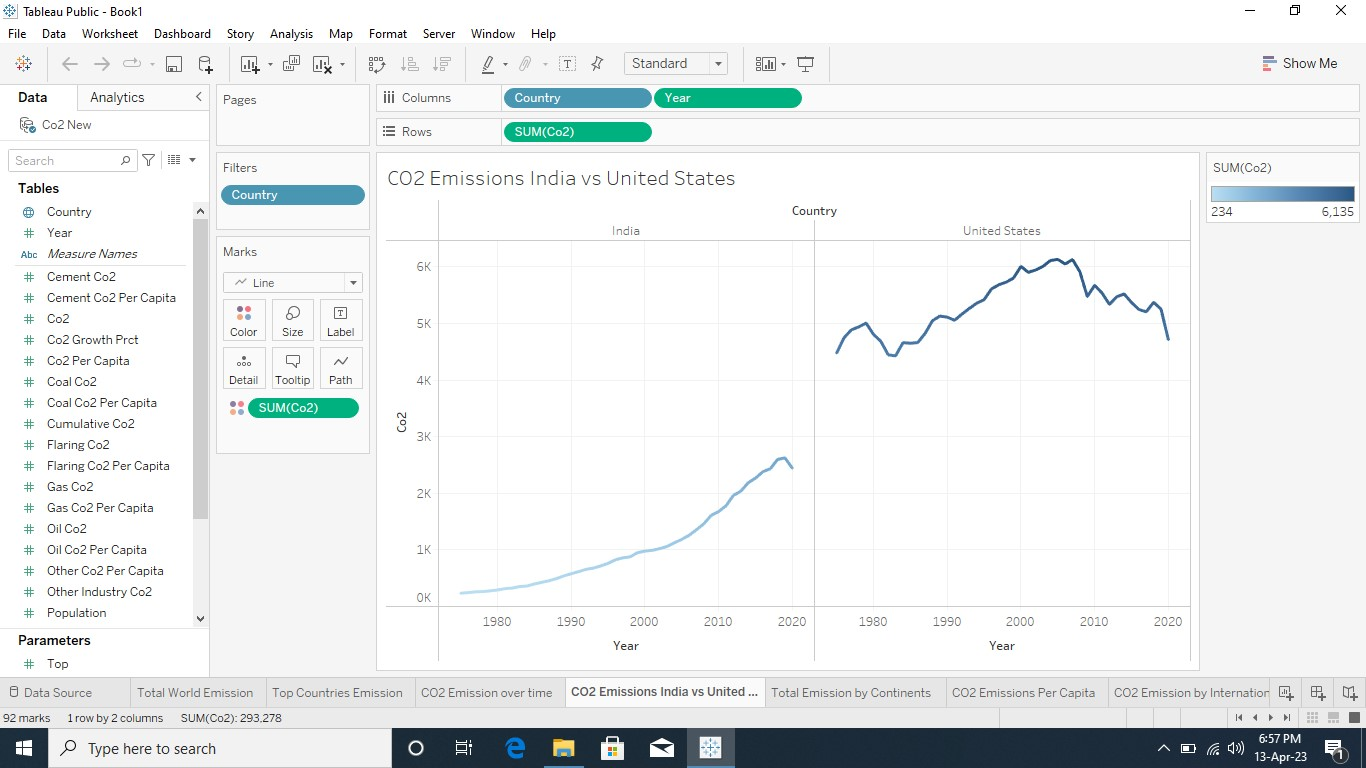 Tableau Public - Book1
File Data Worksheet Dashboard Story Analysis Map Format Server Window Help
Standard
Show Me
Data Analytics
Co2 New
Search
Tables
Country
Year
Abc Measure Names
Cement Co2
Cement Co2 Per Capita
Co2
Co2 Growth Prct
Co2 Per Capita
Coal Co2
Coal Co2 Per Capita
Cumulative Co2
Flaring Co2
Flaring Co2 Per Capita
Gas Co2
Gas Co2 Per Capita
Oil Co2
Oil Co2 Per Capita
Other Co2 Per Capita
Other Industry Co2
Population
Parameters
Top
Pages
Filters
Country
Marks
Line
Color Size Label
Detail Tooltip Path
SUM(Co2)
Columns Country Year
Rows SUM(Co2)
CO2 Emissions India vs United States
Country
India United States
6K
5K
4K
3K
2K
1K
0K
Co2
1980 1990 2000 2010 2020 1980 1990 2000 2010 2020
Year Year
SUM(Co2)
234 6,135
Data Source Total World Emission Top Countries Emission CO2 Emission over time CO2 Emissions India vs United ... Total Emission by Continents CO2 Emissions Per Capita CO2 Emission by Internation
92 marks 1 row by 2 columns SUM(Co2): 293,278
Type here to search
6:57 PM
13-Apr-23
1